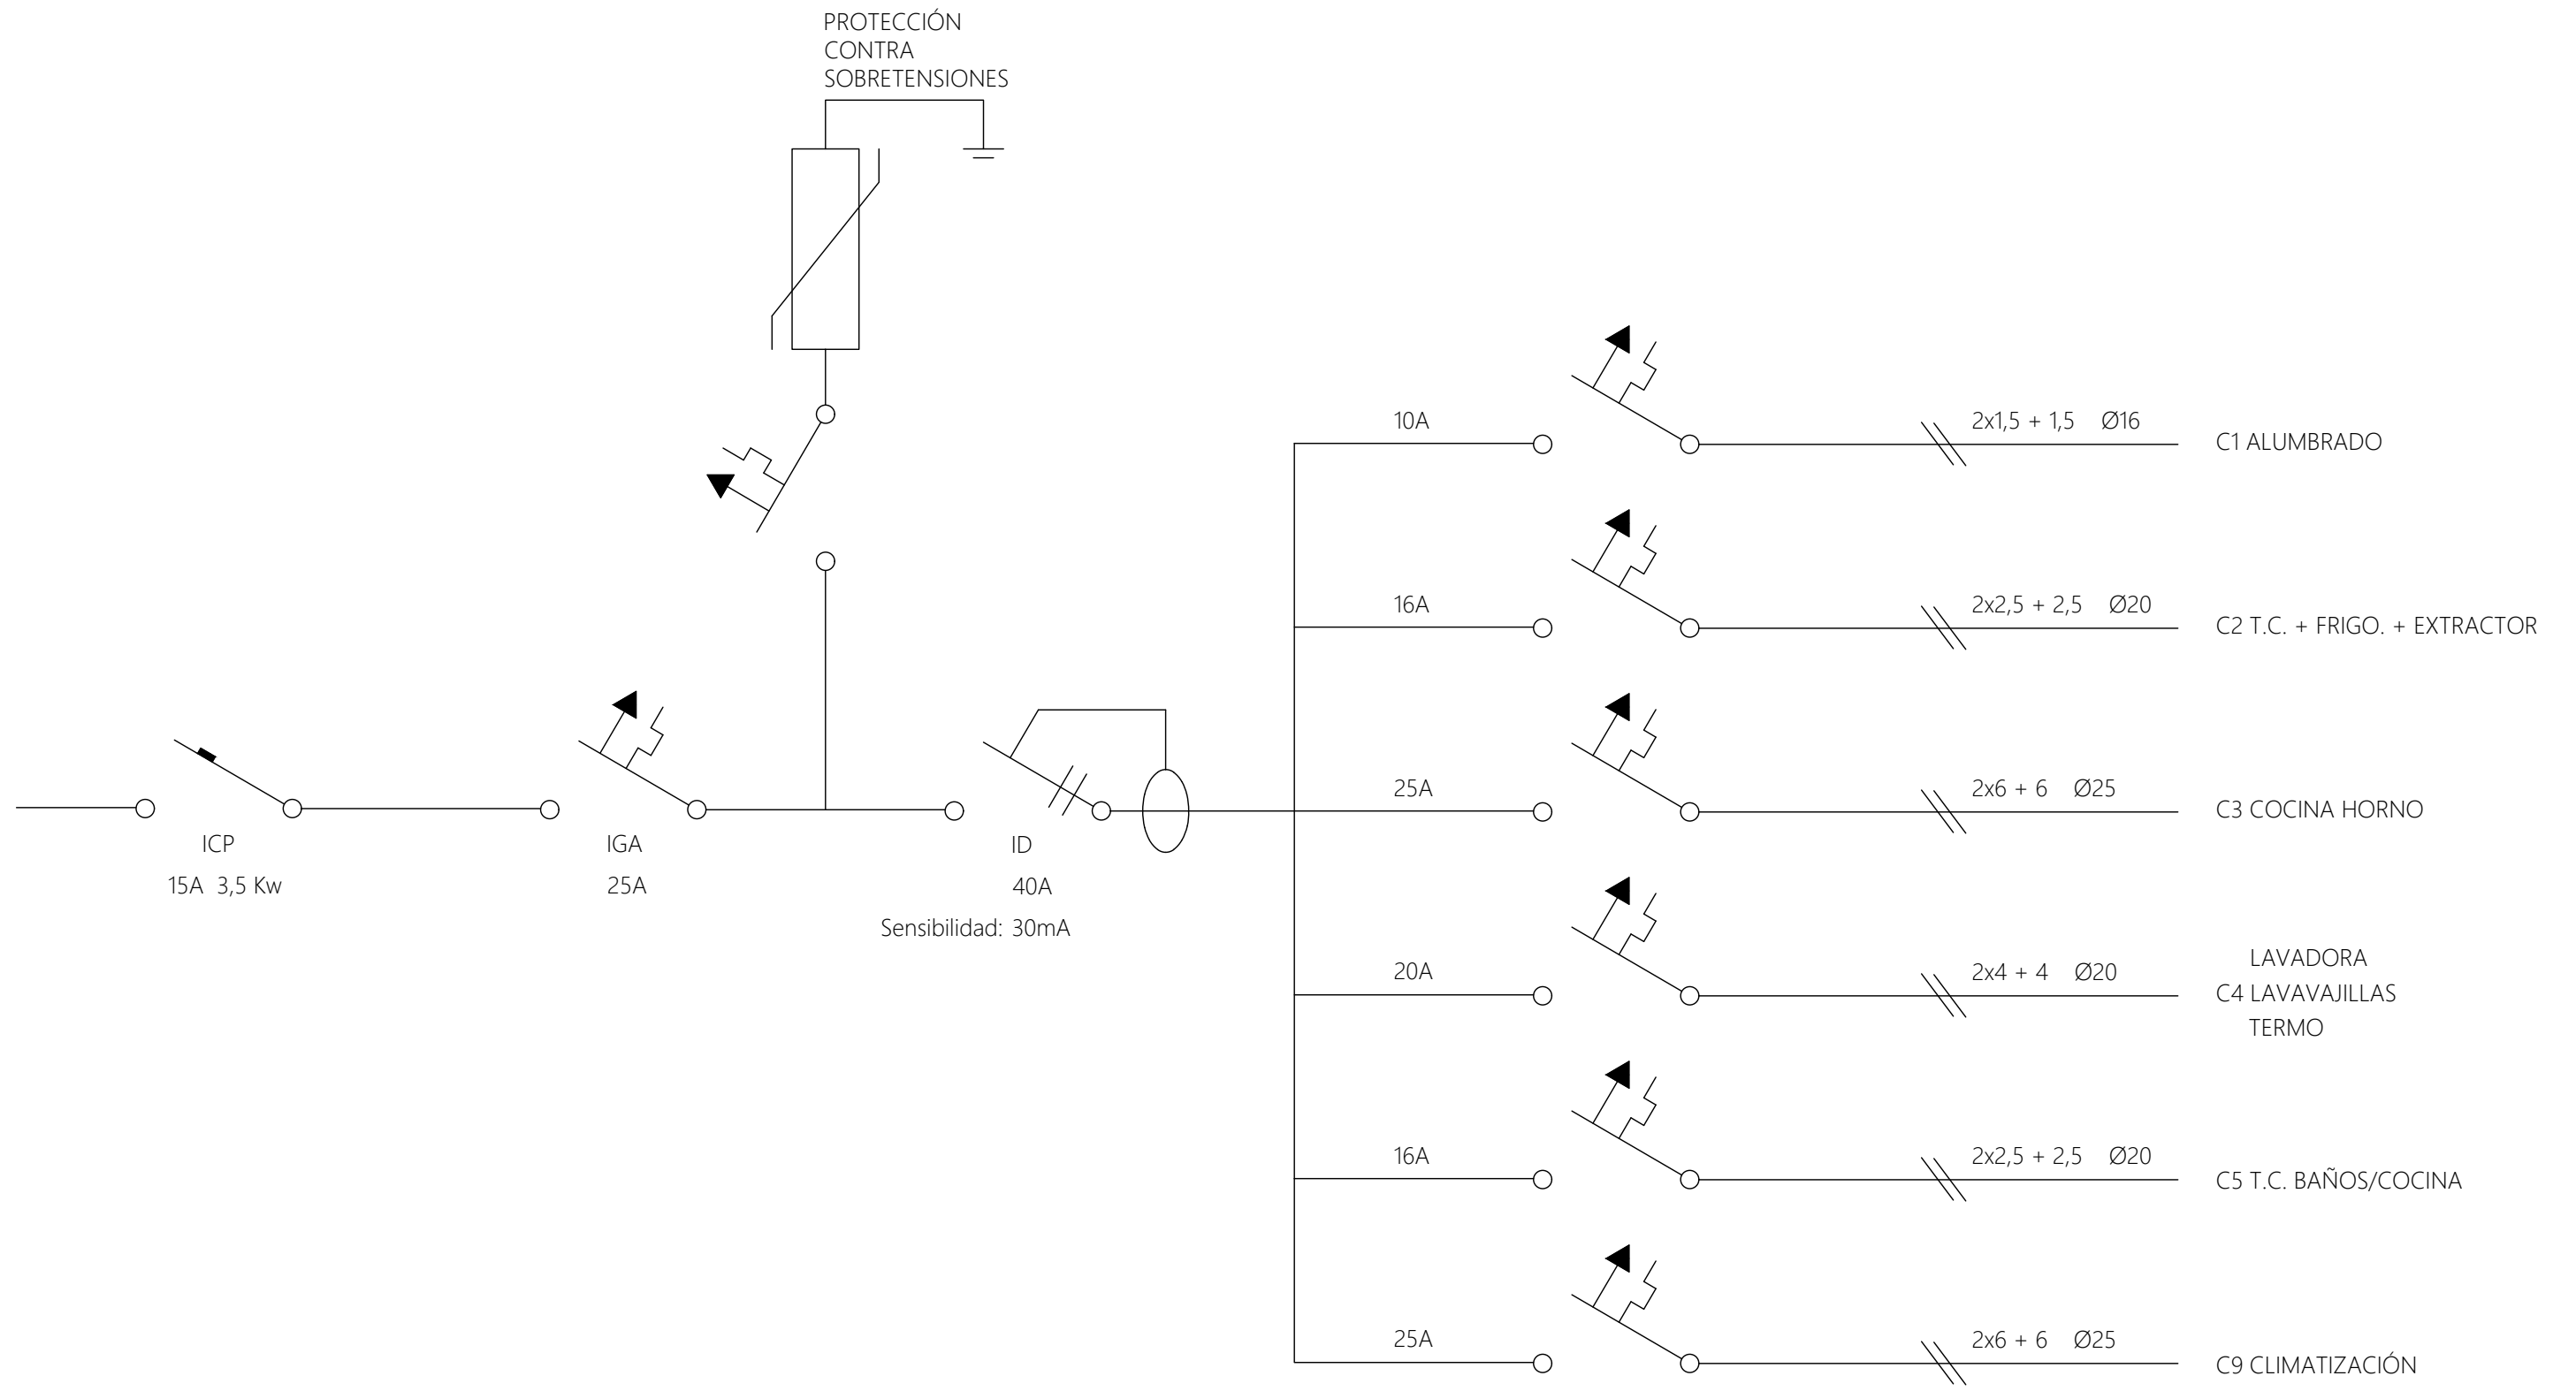 PROTECCIÓN
CONTRA
SOBRETENSIONES
10A
2x1,5 + 1,5 Ø16
C1 ALUMBRADO
16A
2x2,5 + 2,5 Ø20
C2 T.C. + FRIGO. + EXTRACTOR
25A
2x6 + 6 Ø25
C3 COCINA HORNO
ICP
15A 3,5 Kw
IGA
25A
ID
40A
Sensibilidad: 30mA
20A
2x4 + 4 Ø20
LAVADORA
C4 LAVAVAJILLAS
TERMO
16A
2x2,5 + 2,5 Ø20
C5 T.C. BAÑOS/COCINA
25A
2x6 + 6 Ø25
C9 CLIMATIZACIÓN